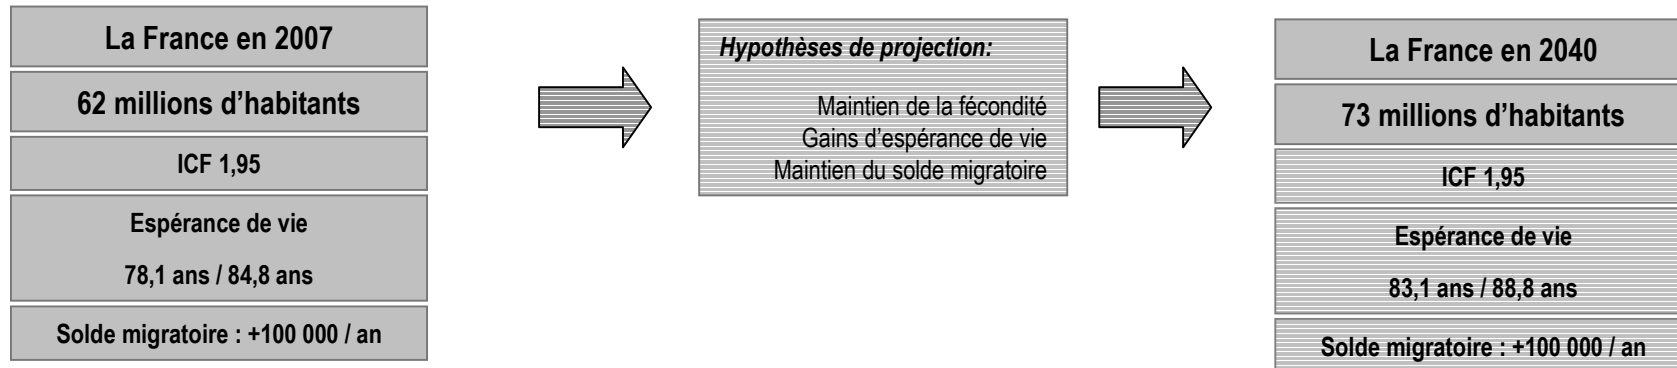 La France en 2007
62 millions d'habitants
ICF 1,95
Espérance de vie
78,1 ans / 84,8 ans
Solde migratoire : +100 000 / an
Hypothèses de projection:
Maintien de la fécondité
Gains d'espérance de vie
Maintien du solde migratoire
La France en 2040
73 millions d'habitants
ICF 1,95
Espérance de vie
83,1 ans / 88,8 ans
Solde migratoire : +100 000 / an